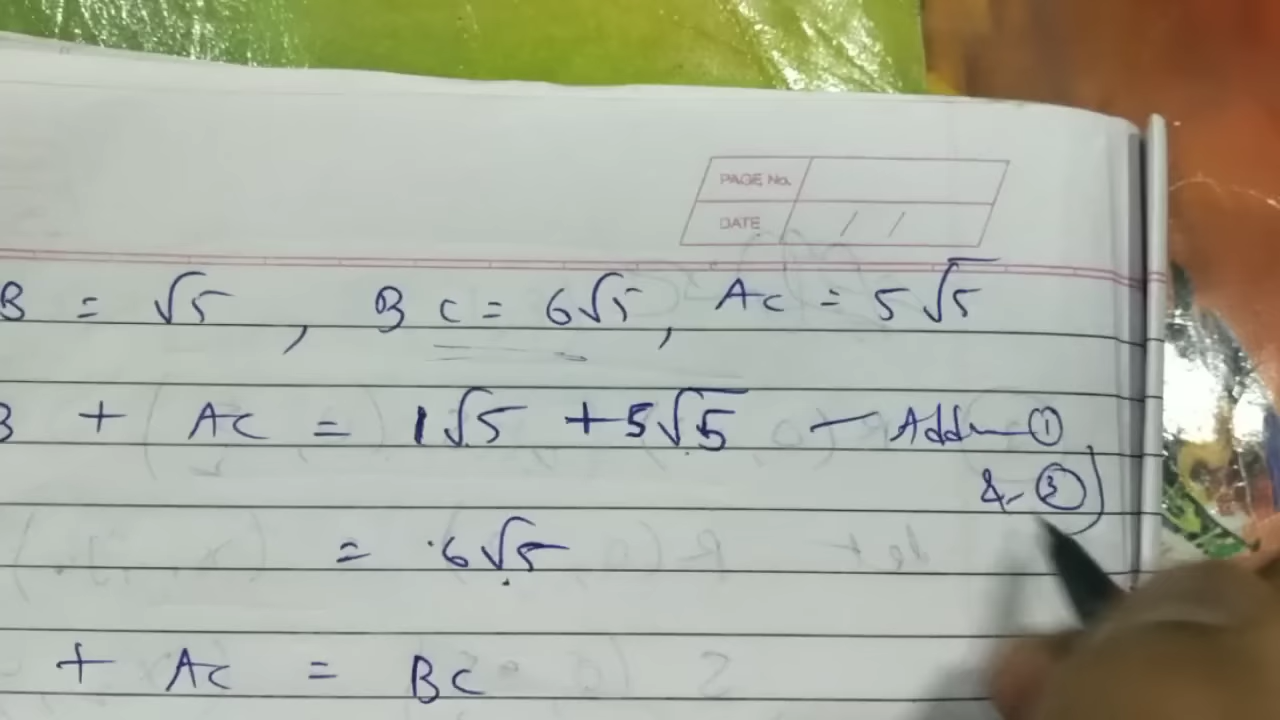 PAGE No.
DATE / /
B = √5, BC = 6√5, AC = 5√5
B + AC = 1√5 + 5√5 — Add ①
& ③)
= 6√5
+ AC = BC